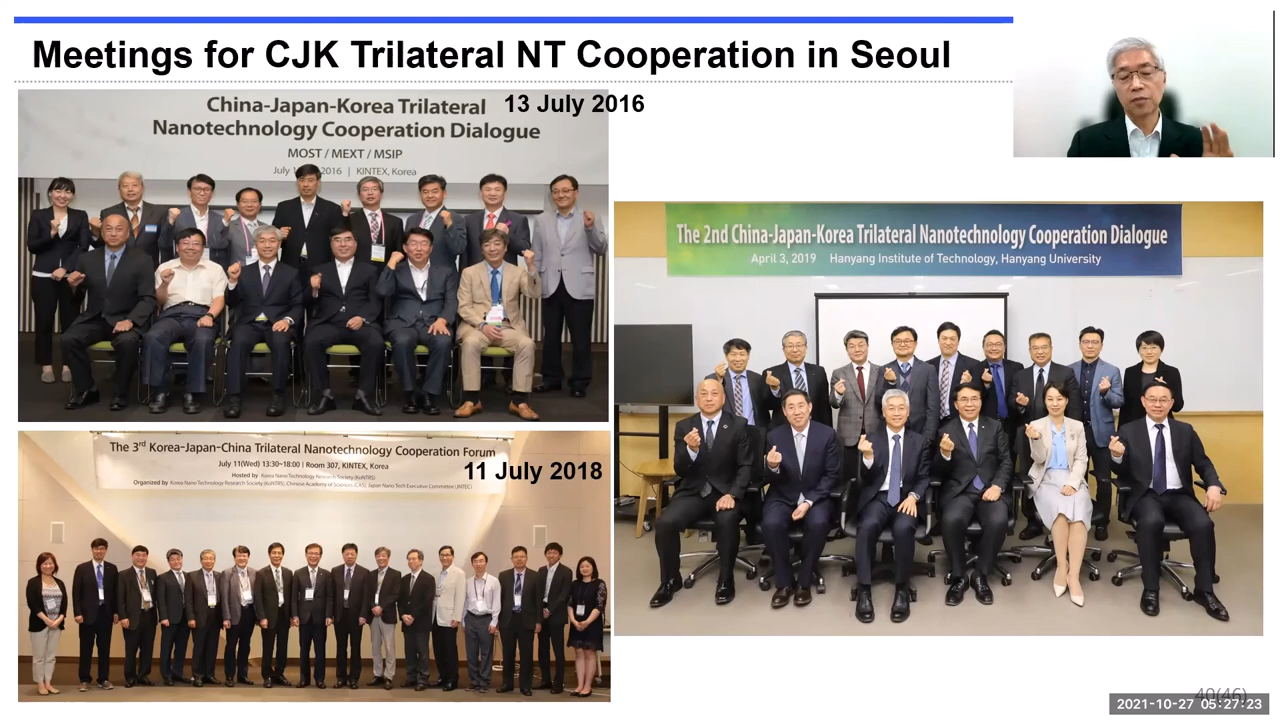 Meetings for CJK Trilateral NT Cooperation in Seoul
China-Japan-Korea Trilateral
Nanotechnology Cooperation Dialogue
MOST / MEXT / MSIP
July 2016 | KINTEX, Korea
13 July 2016
The 2nd China-Japan-Korea Trilateral Nanotechnology Cooperation Dialogue
April 3, 2019 Hanyang Institute of Technology, Hanyang University
The 3rd Korea-Japan-China Trilateral Nanotechnology Cooperation Forum
July 11(Wed) 13:30~18:00 | Room 307, KINTEX, Korea
Hosted by Korea Nano Technology Research Society (KoNTRS)
Organized by Korea Nano Technology Research Society (KoNTRS), Chinese Academy of Sciences (CAS), Japan Nano Tech Executive Committee (JNTEC)
11 July 2018
40(46)
2021-10-27 05:27:23